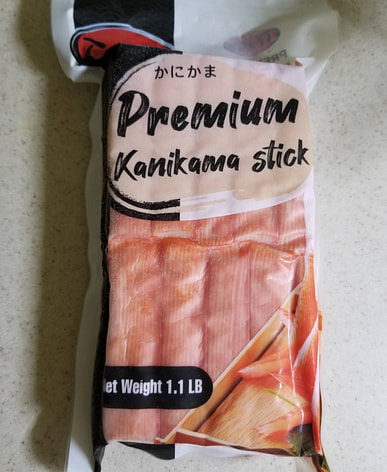 かにかま
Premium
Kanikama stick
et Weight 1.1 LB